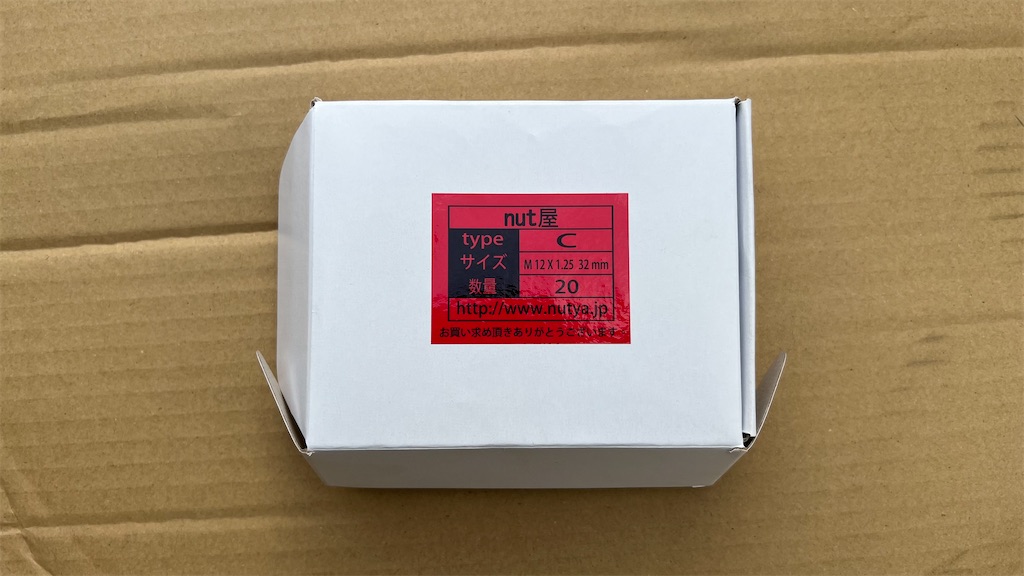 nut屋
type C
サイズ M 12 X 1.25 32 mm
数量 20
http://www.nutya.jp
お買い求め頂きありがとうございます